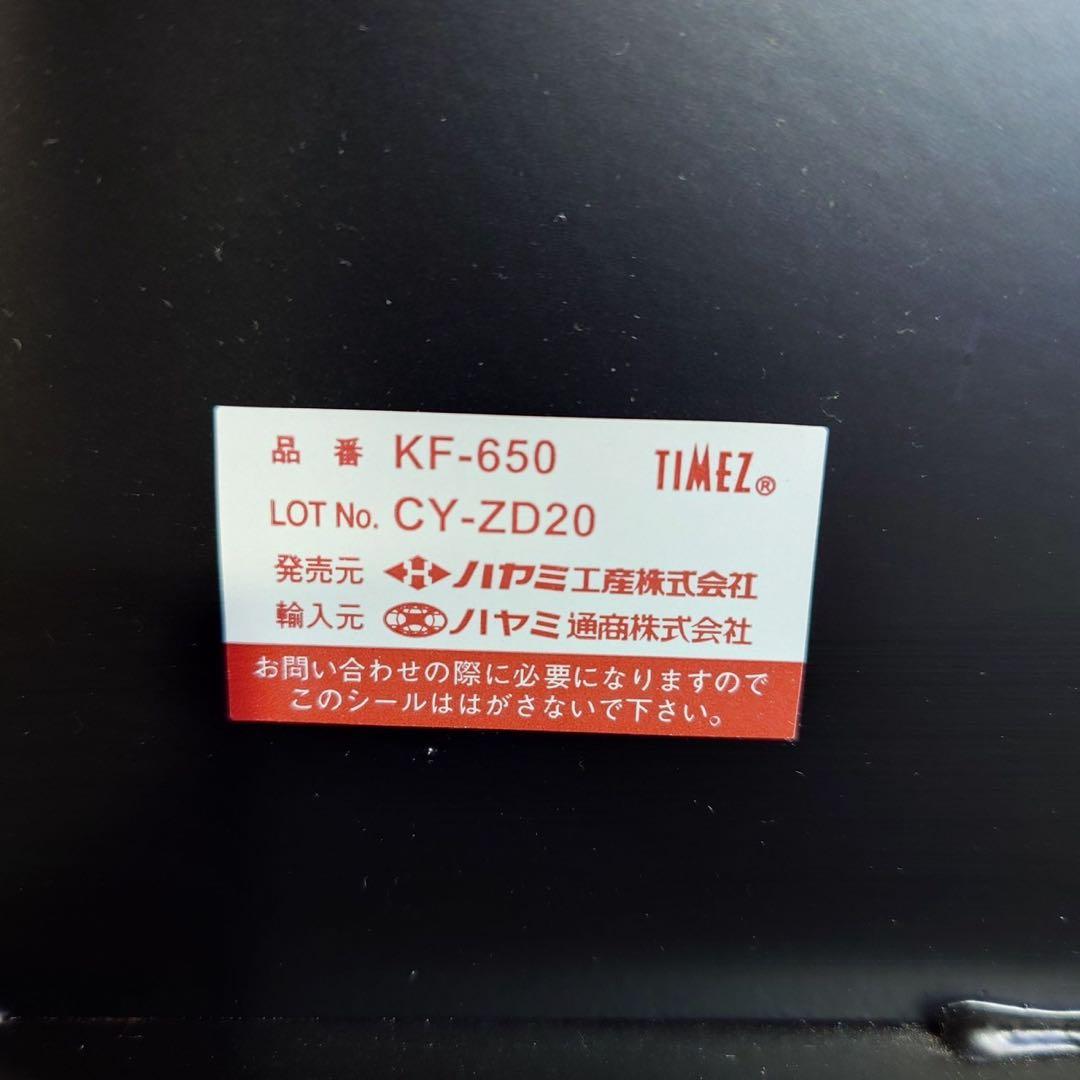 品番 KF-650 TIMEZ®
LOT No. CY-ZD20
発売元 H ハヤミ工産株式会社
輸入元 ハヤミ通商株式会社
お問い合わせの際に必要になりますので
このシールははがさないで下さい。